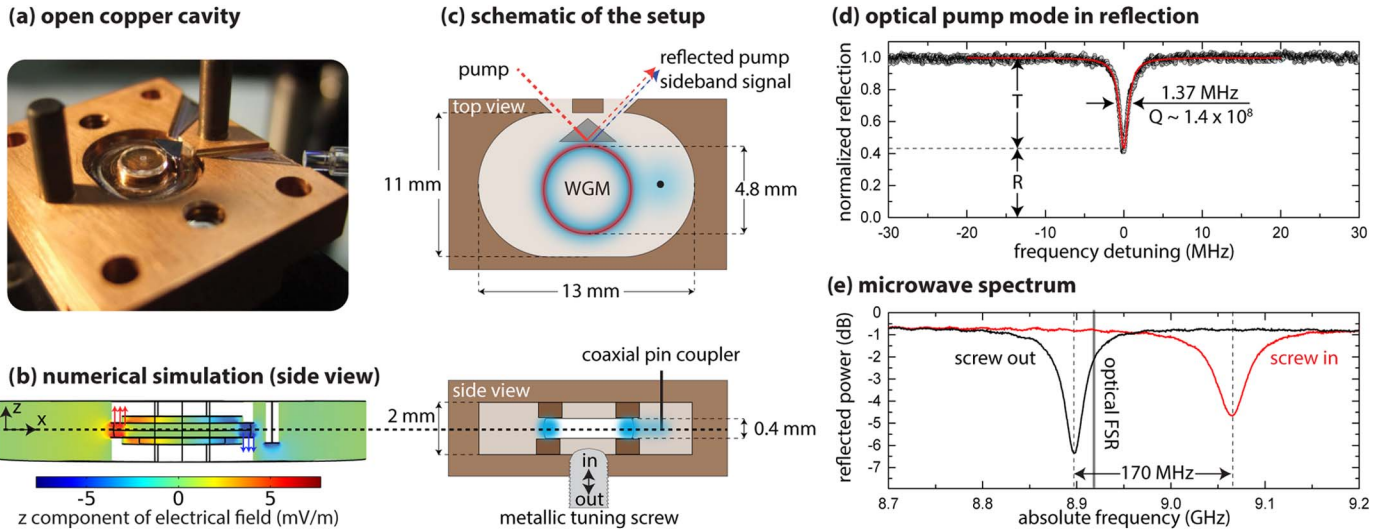 (a) open copper cavity
(b) numerical simulation (side view)
z
x
-5
0
5
z component of electrical field (mV/m)
(c) schematic of the setup
pump
reflected pump
sideband signal
top view
WGM
11 mm
4.8 mm
13 mm
coaxial pin coupler
side view
2 mm
0.4 mm
in
out
metallic tuning screw
(d) optical pump mode in reflection
normalized reflection
1.0
0.8
0.6
0.4
0.2
0.0
T
R
1.37 MHz
Q ~ 1.4 x 10⁸
-30
-20
-10
0
10
20
30
frequency detuning (MHz)
(e) microwave spectrum
reflected power (dB)
0
-1
-2
-3
-4
-5
-6
-7
screw out
optical FSR
screw in
170 MHz
8.7
8.8
8.9
9.0
9.1
9.2
absolute frequency (GHz)